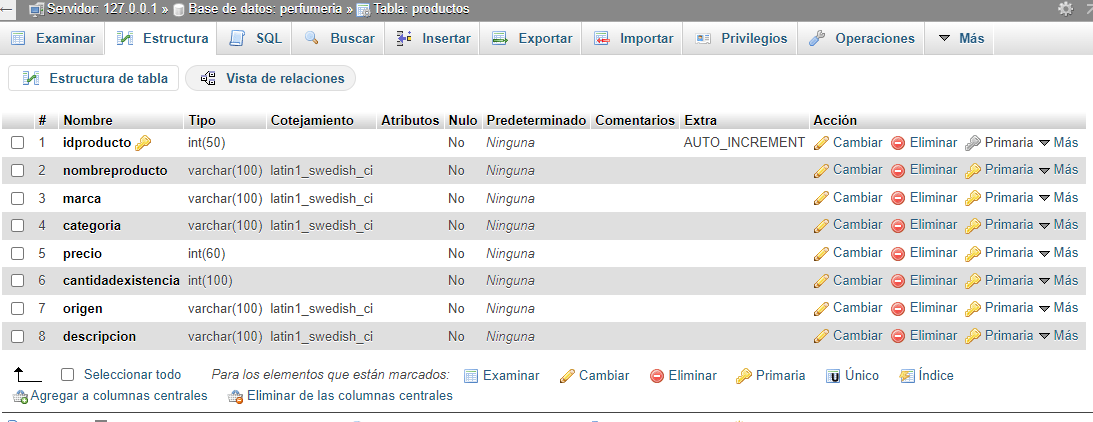 Servidor: 127.0.0.1 » Base de datos: perfumeria » Tabla: productos
Examinar Estructura SQL Buscar Insertar Exportar Importar Privilegios Operaciones Más
Estructura de tabla Vista de relaciones
# Nombre Tipo Cotejamiento Atributos Nulo Predeterminado Comentarios Extra Acción
1 idproducto int(50) No Ninguna AUTO_INCREMENT Cambiar Eliminar Primaria Más
2 nombreproducto varchar(100) latin1_swedish_ci No Ninguna Cambiar Eliminar Primaria Más
3 marca varchar(100) latin1_swedish_ci No Ninguna Cambiar Eliminar Primaria Más
4 categoria varchar(100) latin1_swedish_ci No Ninguna Cambiar Eliminar Primaria Más
5 precio int(60) No Ninguna Cambiar Eliminar Primaria Más
6 cantidadexistencia int(100) No Ninguna Cambiar Eliminar Primaria Más
7 origen varchar(100) latin1_swedish_ci No Ninguna Cambiar Eliminar Primaria Más
8 descripcion varchar(100) latin1_swedish_ci No Ninguna Cambiar Eliminar Primaria Más
Seleccionar todo Para los elementos que están marcados: Examinar Cambiar Eliminar Primaria Único Índice
Agregar a columnas centrales Eliminar de las columnas centrales